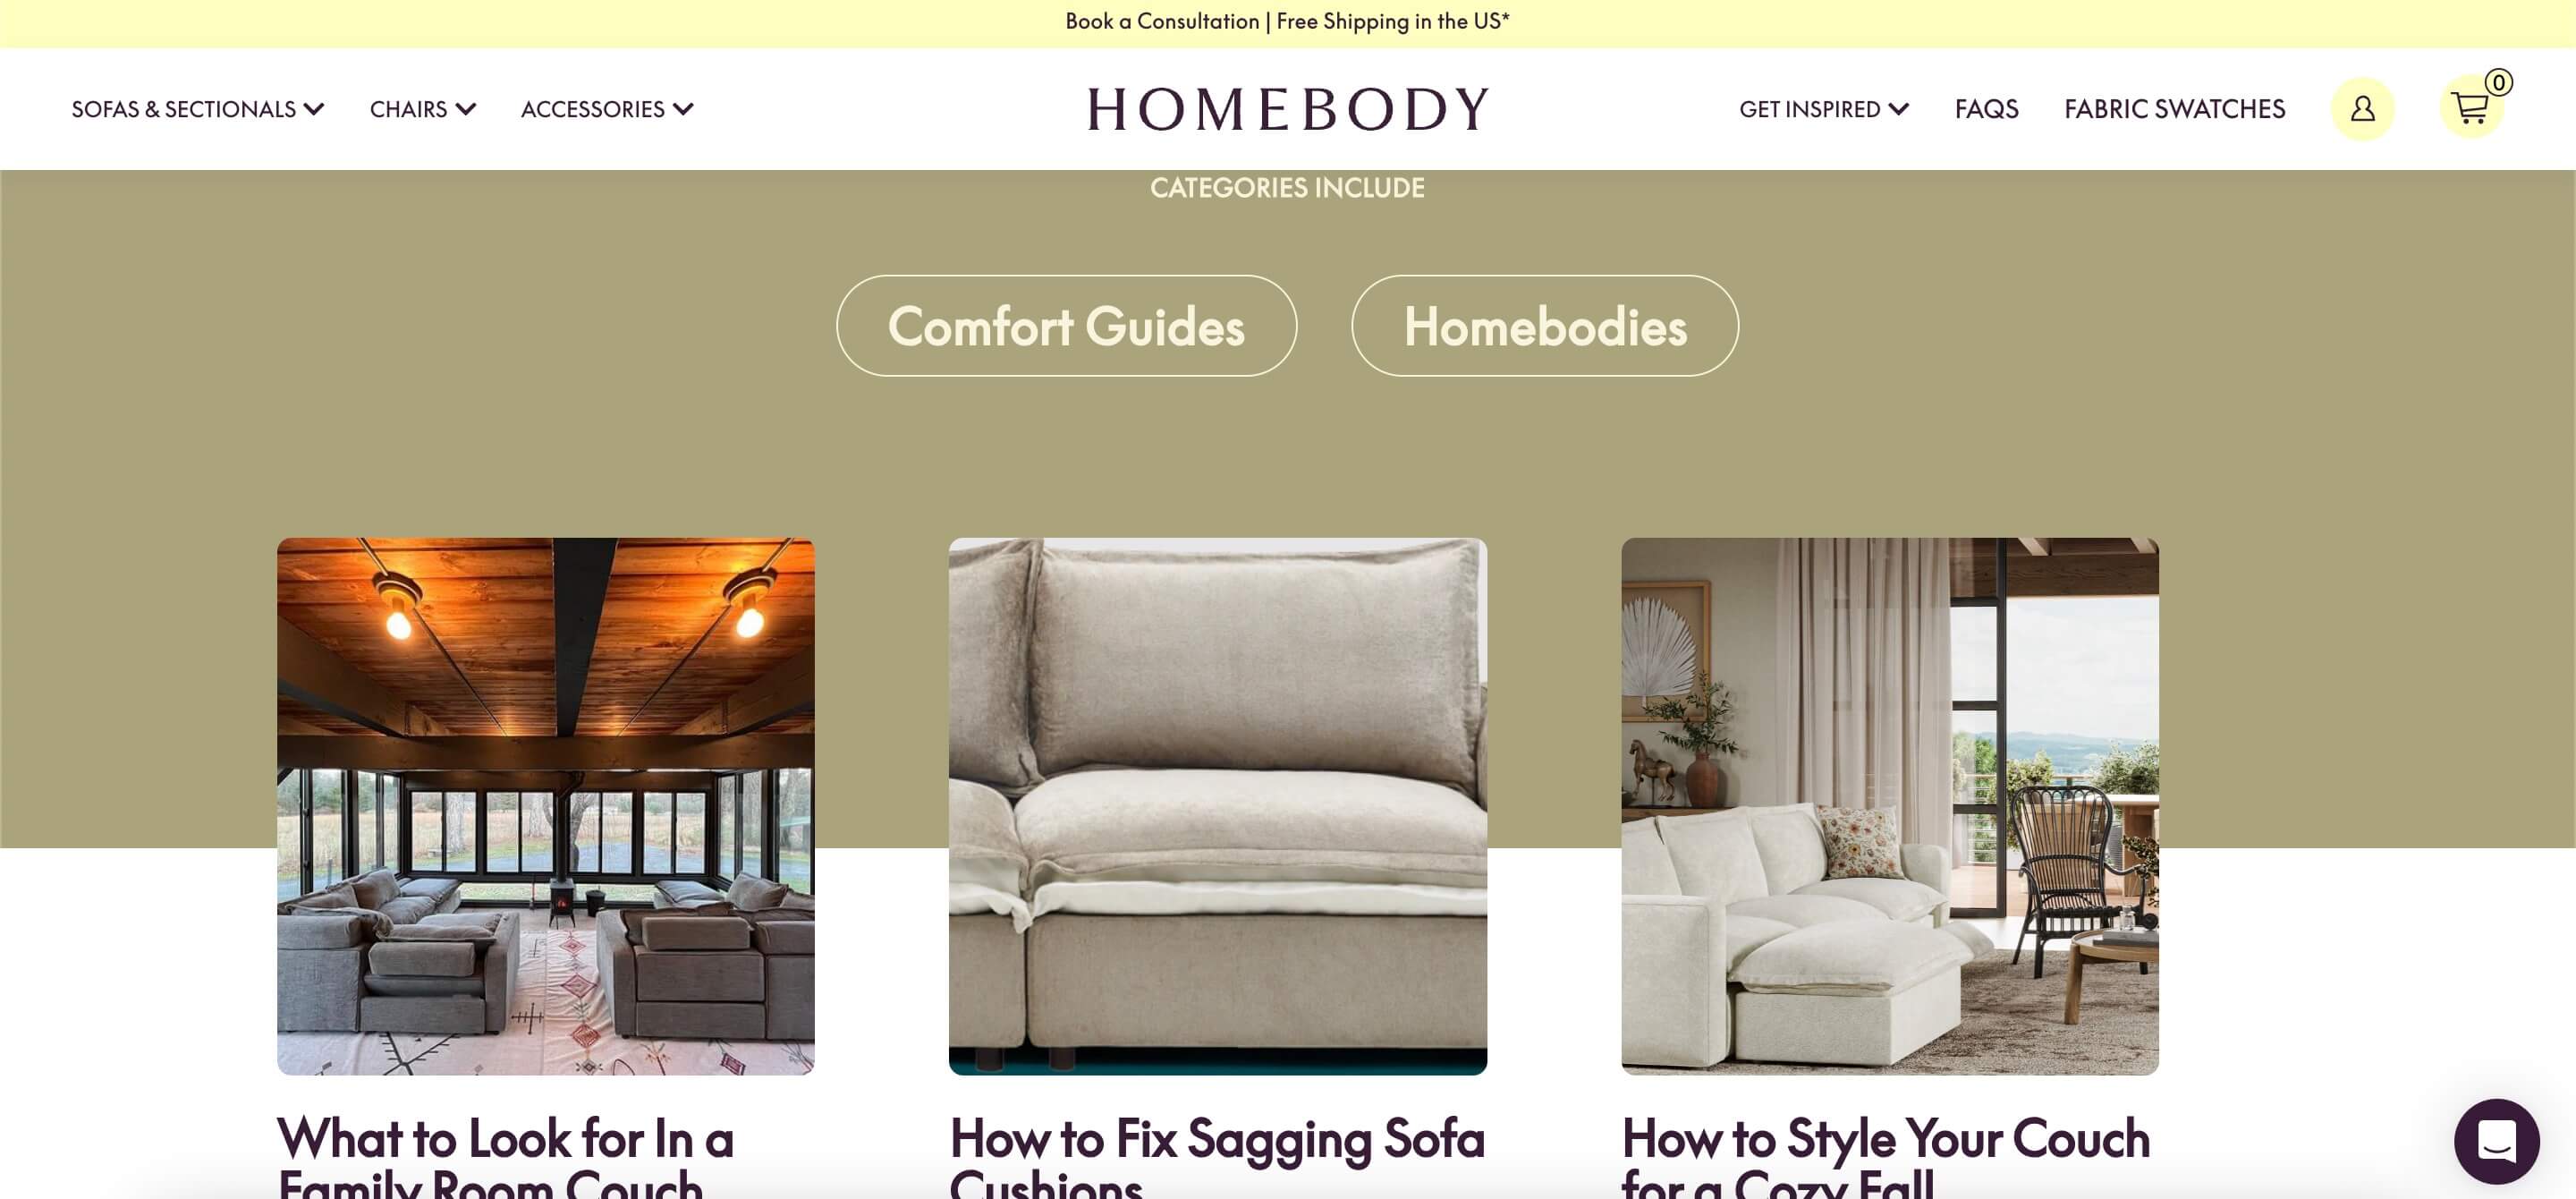 Book a Consultation | Free Shipping in the US*
SOFAS & SECTIONALS CHAIRS ACCESSORIES HOMEBODY GET INSPIRED FAQS FABRIC SWATCHES 0
CATEGORIES INCLUDE
Comfort Guides Homebodies
What to Look for In a
Family Room Couch
How to Fix Sagging Sofa
Cushions
How to Style Your Couch
for a Cozy Fall